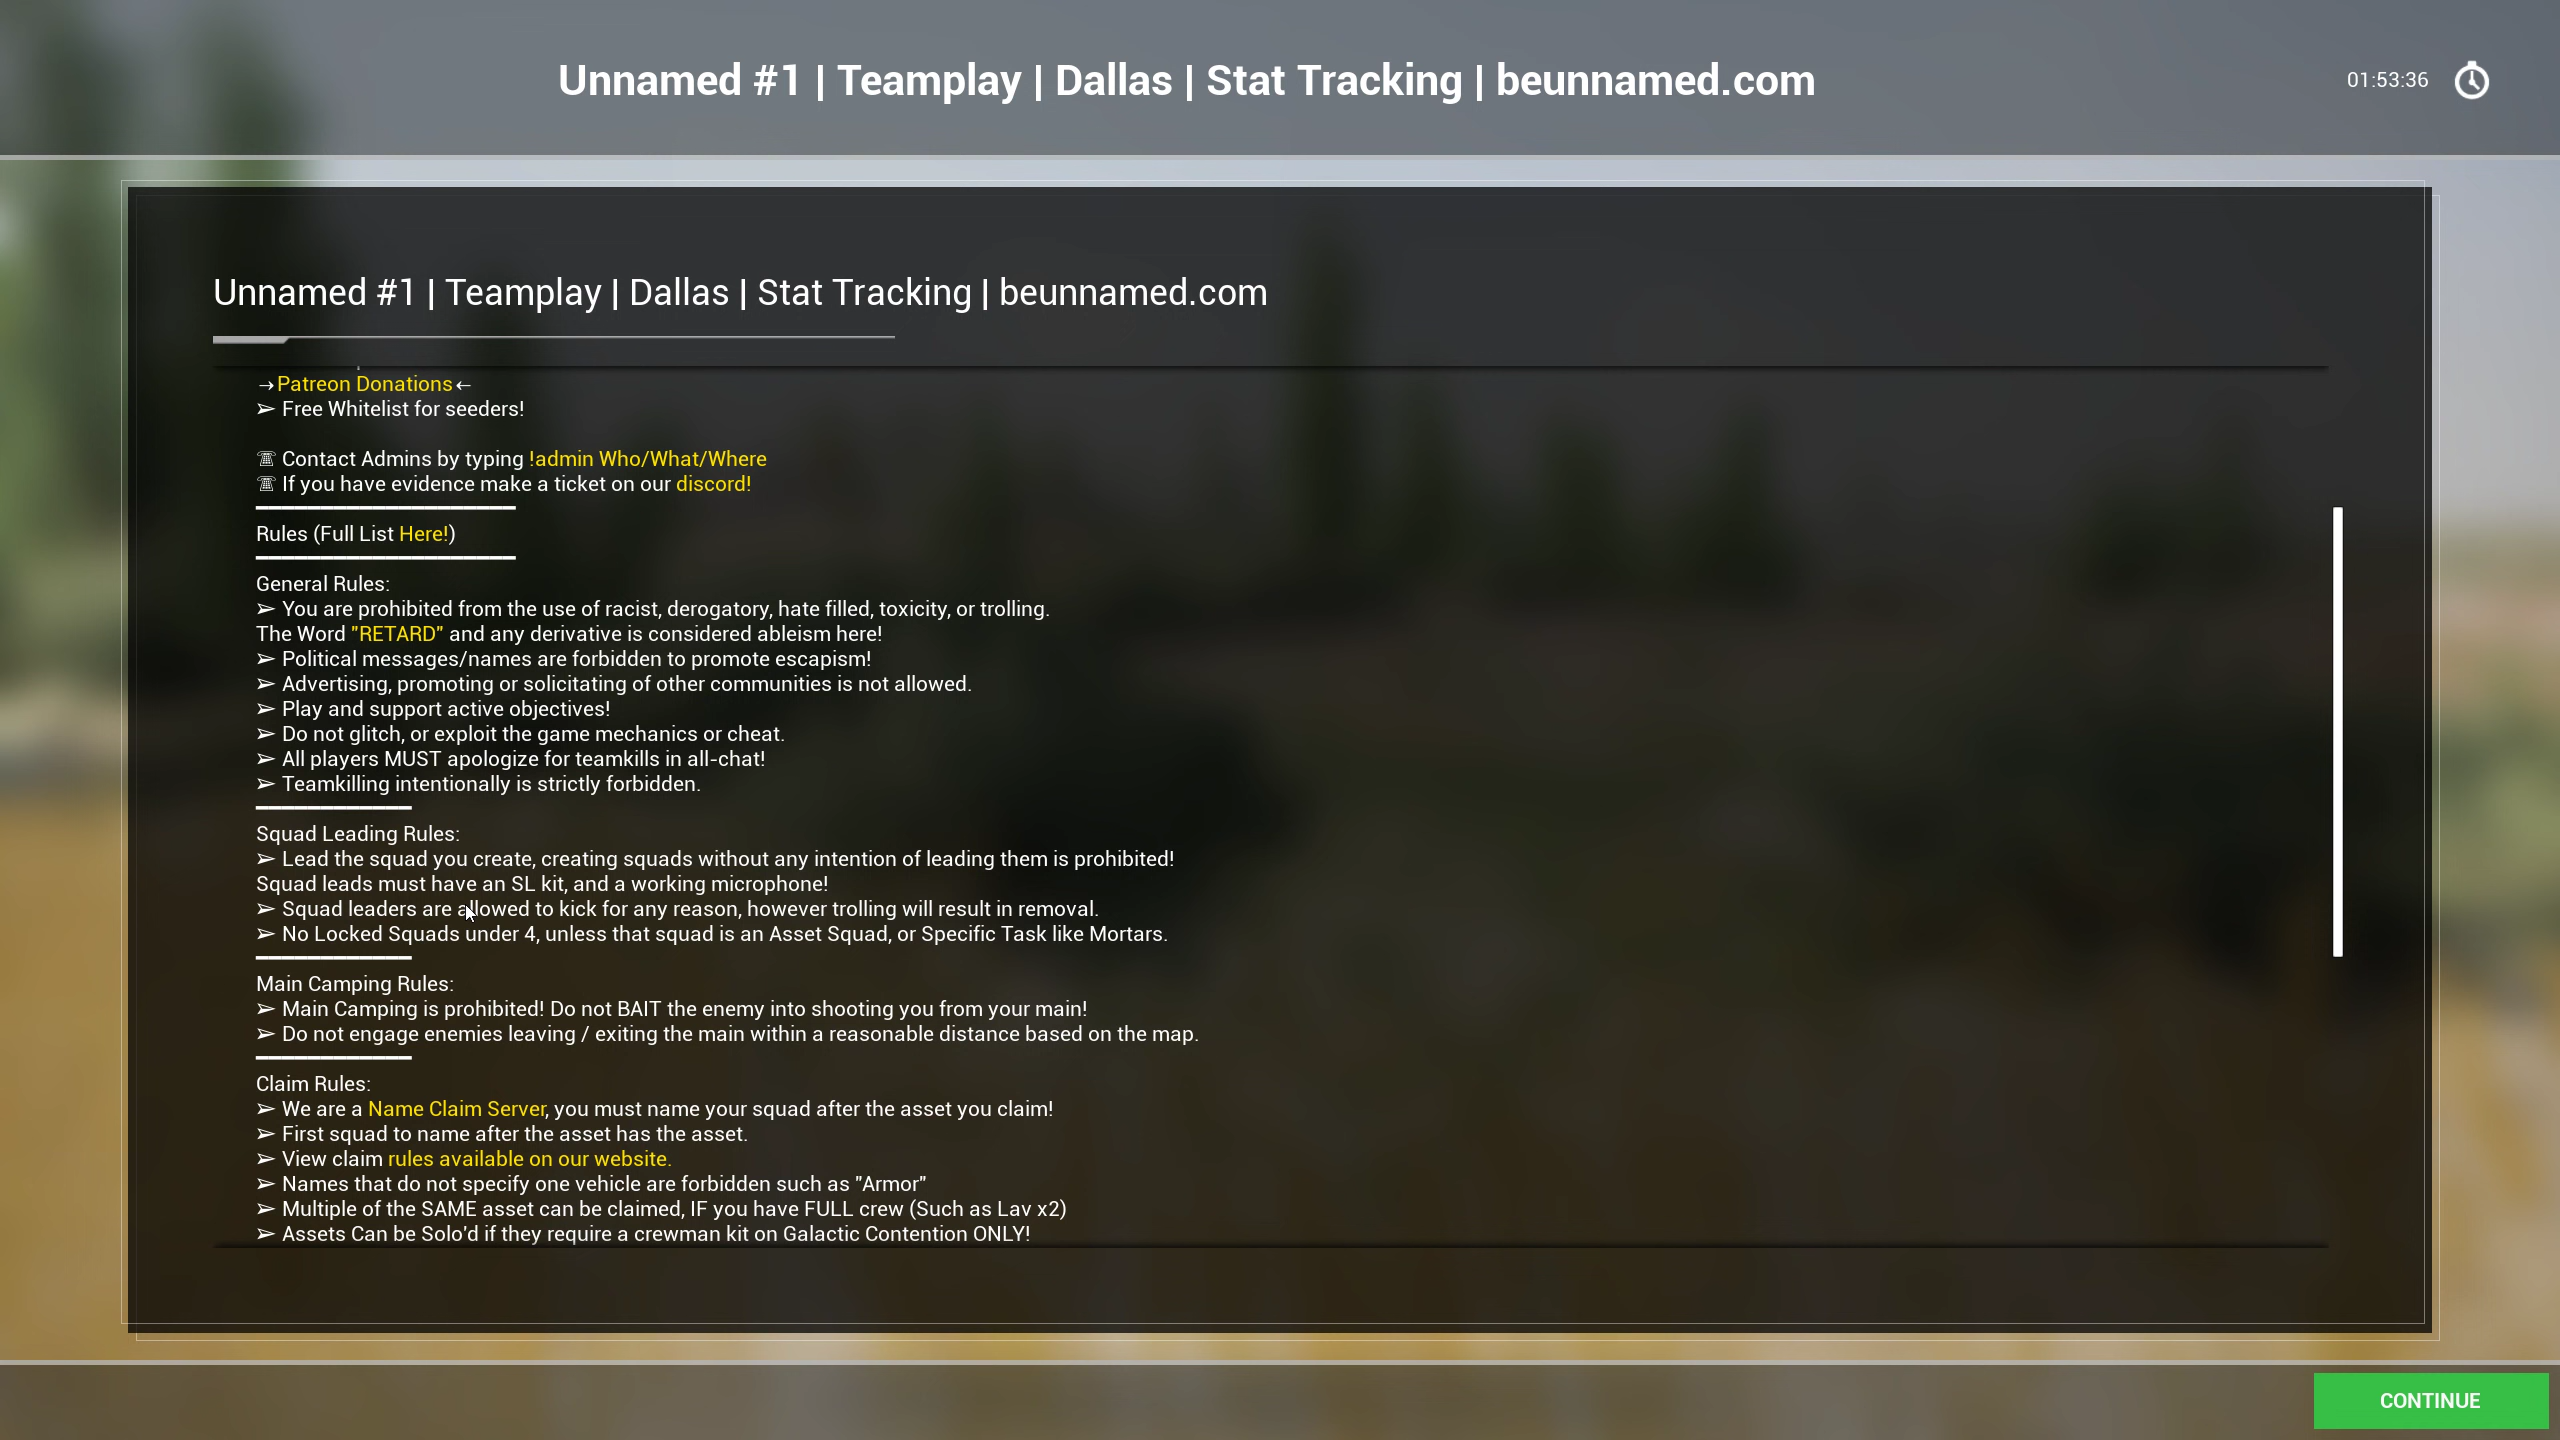 Unnamed #1 | Teamplay | Dallas | Stat Tracking | beunnamed.com
01:53:36
Unnamed #1 | Teamplay | Dallas | Stat Tracking | beunnamed.com
→Patreon Donations←
➢ Free Whitelist for seeders!
☏ Contact Admins by typing !admin Who/What/Where
☏ If you have evidence make a ticket on our discord!
Rules (Full List Here!)
General Rules:
➢ You are prohibited from the use of racist, derogatory, hate filled, toxicity, or trolling.
The Word "RETARD" and any derivative is considered ableism here!
➢ Political messages/names are forbidden to promote escapism!
➢ Advertising, promoting or solicitating of other communities is not allowed.
➢ Play and support active objectives!
➢ Do not glitch, or exploit the game mechanics or cheat.
➢ All players MUST apologize for teamkills in all-chat!
➢ Teamkilling intentionally is strictly forbidden.
Squad Leading Rules:
➢ Lead the squad you create, creating squads without any intention of leading them is prohibited!
Squad leads must have an SL kit, and a working microphone!
➢ Squad leaders are allowed to kick for any reason, however trolling will result in removal.
➢ No Locked Squads under 4, unless that squad is an Asset Squad, or Specific Task like Mortars.
Main Camping Rules:
➢ Main Camping is prohibited! Do not BAIT the enemy into shooting you from your main!
➢ Do not engage enemies leaving / exiting the main within a reasonable distance based on the map.
Claim Rules:
➢ We are a Name Claim Server, you must name your squad after the asset you claim!
➢ First squad to name after the asset has the asset.
➢ View claim rules available on our website.
➢ Names that do not specify one vehicle are forbidden such as "Armor"
➢ Multiple of the SAME asset can be claimed, IF you have FULL crew (Such as Lav x2)
➢ Assets Can be Solo'd if they require a crewman kit on Galactic Contention ONLY!
CONTINUE